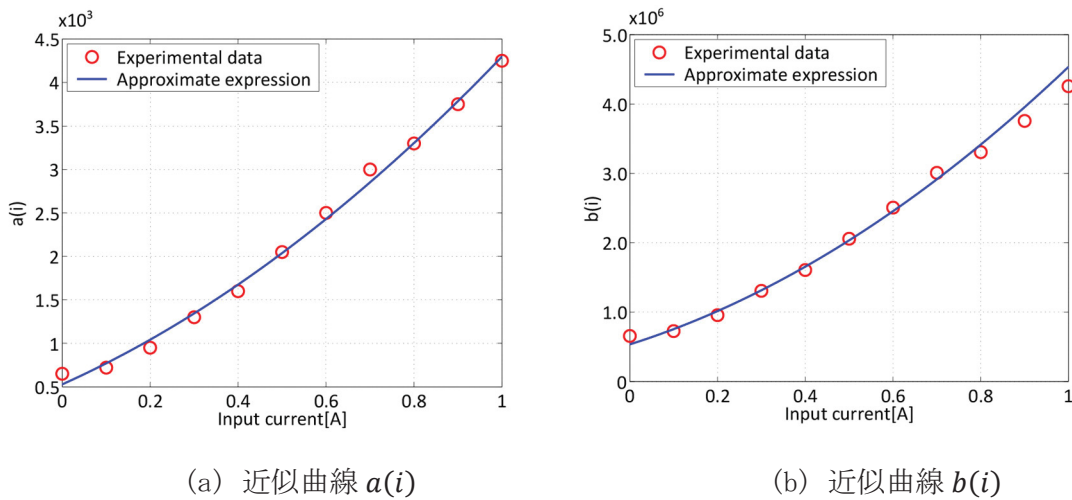 x10³
4.5
4
3.5
3
2.5
2
1.5
1
0.5
a(i)
Experimental data
Approximate expression
0
0.2
0.4
0.6
0.8
1
Input current[A]
x10⁶
5.0
4.0
3.0
2.0
1.0
0
b(i)
Experimental data
Approximate expression
0
0.2
0.4
0.6
0.8
1
Input current[A]
(a) 近似曲線 a(i)
(b) 近似曲線 b(i)